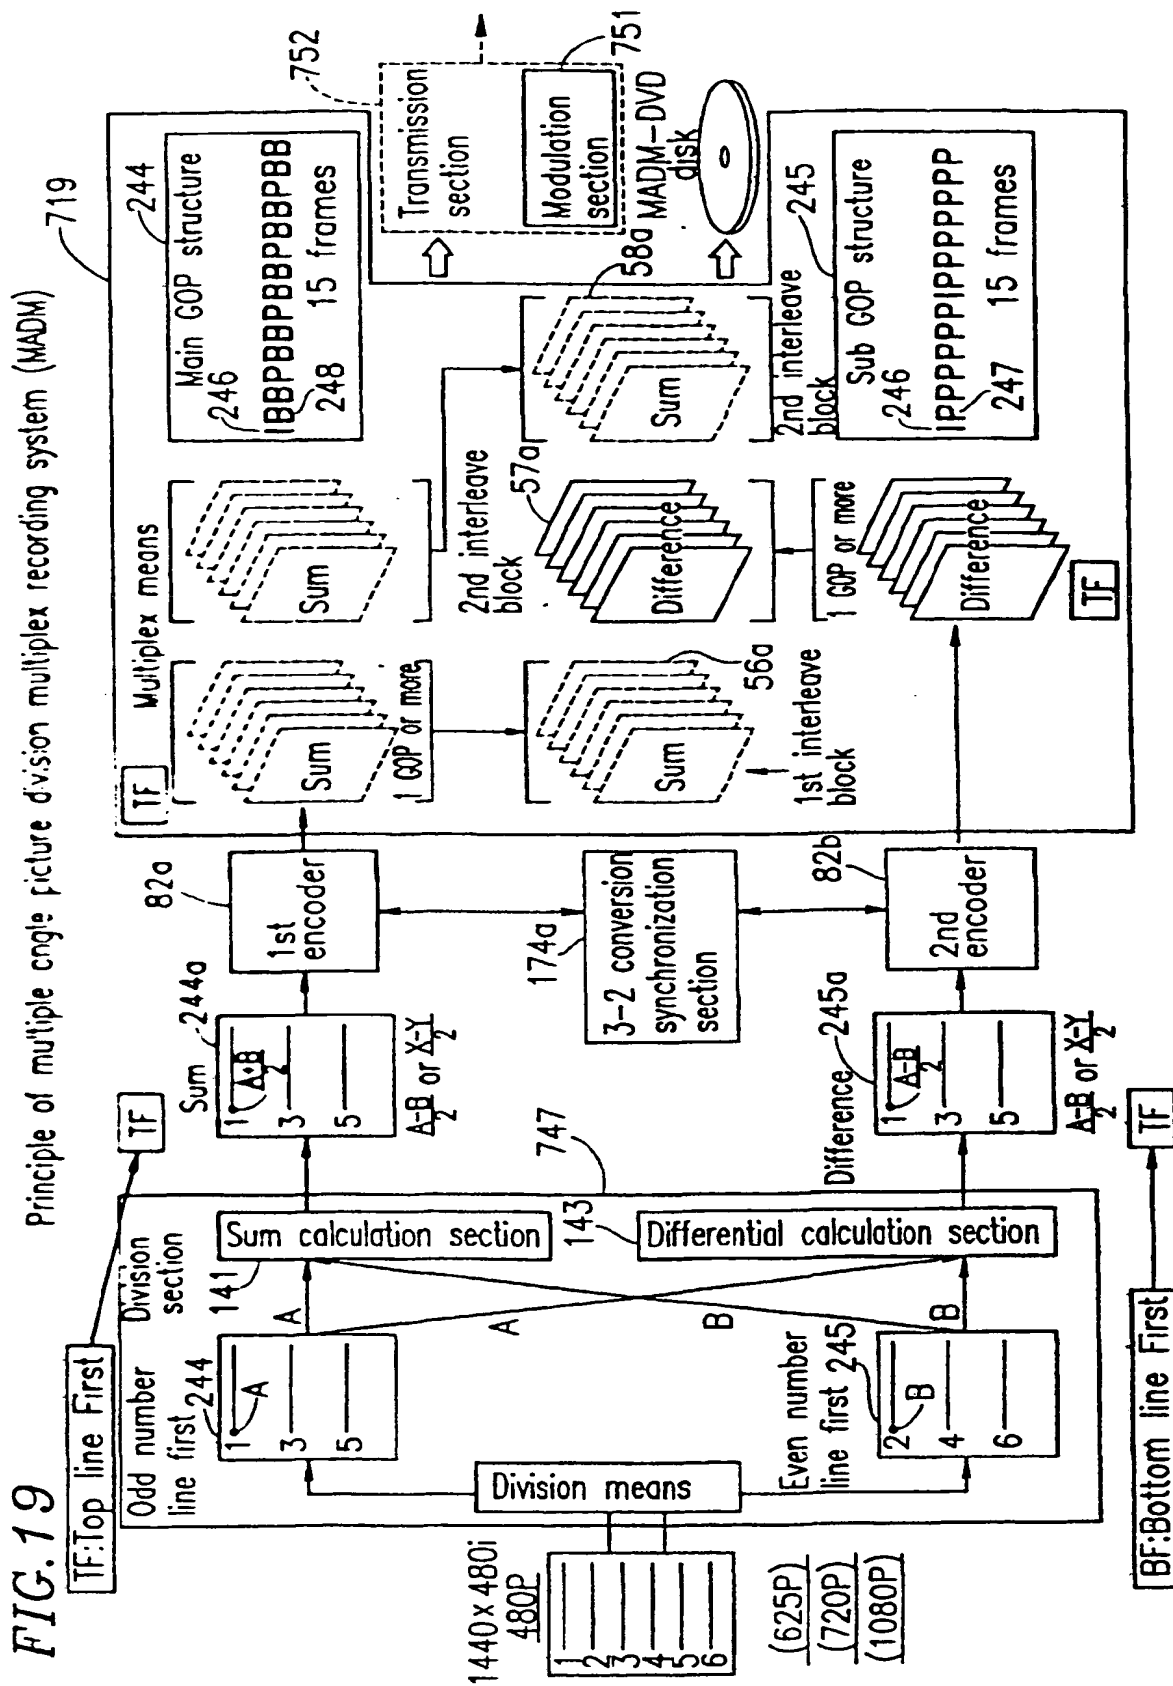 FIG.19
Principle of multiple cngle picture division multiplex recording system (MADM)
TF:Top line First
TF
719
Odd number
line first
244
Division
section
1
A
3
5
141
Sum calculation section
A
A
B
B
1440×480i
480P
1
2
3
4
5
6
(625P)
(720P)
(1080P)
Division means
Even number
line first 245
2
B
4
6
143
Differential calculation section
747
BF:Bottom line First
TF
Sum
244a
1
A+B
2
3
5
A-B
2
or
X-Y
2
Difference
245a
1
A-B
2
3
5
A-B
2
or
X-Y
2
82a
1st
encoder
174a
3-2 conversion
synchronization
section
82b
2nd
encoder
TF
Multiplex means
Sum
1 GOP or more
Sum
2nd interleave
block
Sum
56a
1st interleave
block
57a
Difference
1 GOP or more
Difference
TF
58a
Sum
2nd interleave
block
244
Main GOP structure
246
IBBPBBPBBPBBPBB
248
15 frames
752
Transmission
section
Modulation
section
751
MADM-DVD
disk
245
Sub GOP structure
246
IPPPPPPIPPPPPPP
247
15 frames